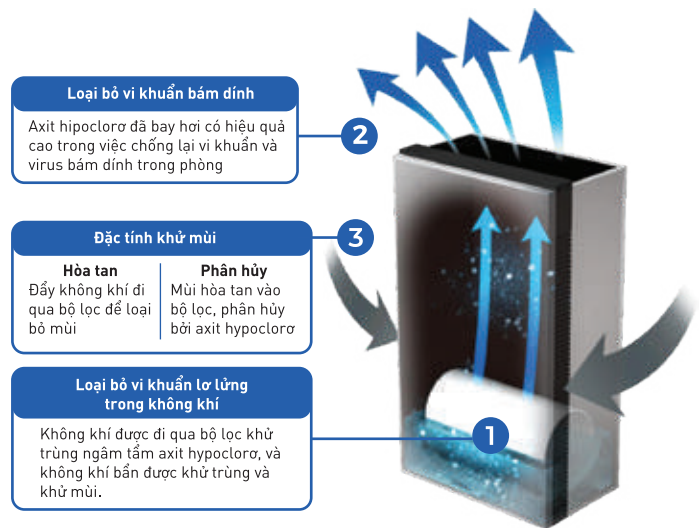 Loại bỏ vi khuẩn bám dính
Axit hipoclorơ đã bay hơi có hiệu quả
cao trong việc chống lại vi khuẩn và
virus bám dính trong phòng
2
Đặc tính khử mùi
3
Hòa tan
Đẩy không khí đi
qua bộ lọc để loại
bỏ mùi
Phân hủy
Mùi hòa tan vào
bộ lọc, phân hủy
bởi axit hypoclorơ
Loại bỏ vi khuẩn lơ lửng
trong không khí
Không khí được đi qua bộ lọc khử
trùng ngâm tẩm axit hypoclorơ, và
không khí bẩn được khử trùng và
khử mùi.
1